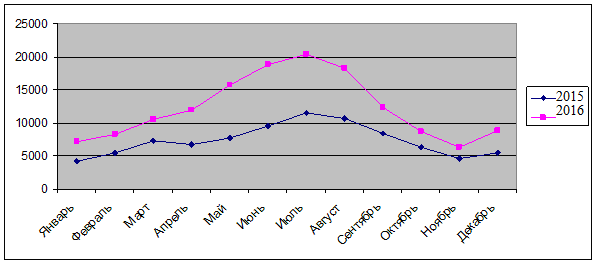 25000
20000
15000
10000
5000
0
Январь
Февраль
Март
Апрель
Май
Июнь
Июль
Август
Сентябрь
Октябрь
Ноябрь
Декабрь
2015
2016